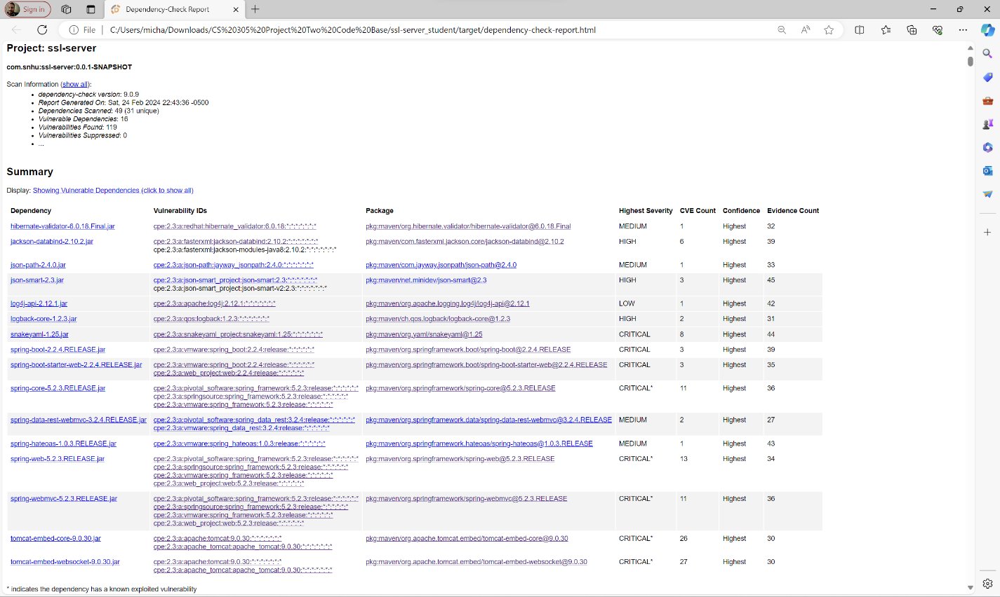 Sign in
Dependency-Check Report
File
C:/Users/micha/Downloads/CS%20305%20Project%20Two%20Code%20Base/ssl-server_student/target/dependency-check-report.html
Project: ssl-server
com.snhu:ssl-server:0.0.1-SNAPSHOT
Scan Information (show all):
• dependency-check version: 9.0.9
• Report Generated On: Sat, 24 Feb 2024 22:43:36 -0500
• Dependencies Scanned: 49 (31 unique)
• Vulnerable Dependencies: 16
• Vulnerabilities Found: 119
• Vulnerabilities Suppressed: 0
• ...
Summary
Display: Showing Vulnerable Dependencies (click to show all)
Dependency Vulnerability IDs Package Highest Severity CVE Count Confidence Evidence Count
hibernate-validator-6.0.18.Final.jar cpe:2.3:a:redhat:hibernate_validator:6.0.18:*:*:*:*:*:*:* pkg:maven/org.hibernate.validator/hibernate-validator@6.0.18.Final MEDIUM 1 Highest 32
jackson-databind-2.10.2.jar cpe:2.3:a:fasterxml:jackson-databind:2.10.2:*:*:*:*:*:*:* pkg:maven/com.fasterxml.jackson.core/jackson-databind@2.10.2 HIGH 6 Highest 39
cpe:2.3:a:fasterxml:jackson-modules-java8:2.10.2:*:*:*:*:*:*:*
json-path-2.4.0.jar cpe:2.3:a:json-path:jayway_jsonpath:2.4.0:*:*:*:*:*:*:* pkg:maven/com.jayway.jsonpath/json-path@2.4.0 MEDIUM 1 Highest 33
json-smart-2.3.jar cpe:2.3:a:json-smart_project:json-smart:2.3:*:*:*:*:*:*:* pkg:maven/net.minidev/json-smart@2.3 HIGH 3 Highest 45
cpe:2.3:a:json-smart_project:json-smart-v2:2.3:*:*:*:*:*:*:*
log4j-api-2.12.1.jar cpe:2.3:a:apache:log4j:2.12.1:*:*:*:*:*:*:* pkg:maven/org.apache.logging.log4j/log4j-api@2.12.1 LOW 1 Highest 42
logback-core-1.2.3.jar cpe:2.3:a:qos:logback:1.2.3:*:*:*:*:*:*:* pkg:maven/ch.qos.logback/logback-core@1.2.3 HIGH 2 Highest 31
snakeyaml-1.25.jar cpe:2.3:a:snakeyaml_project:snakeyaml:1.25:*:*:*:*:*:*:* pkg:maven/org.yaml/snakeyaml@1.25 CRITICAL 8 Highest 44
spring-boot-2.2.4.RELEASE.jar cpe:2.3:a:vmware:spring_boot:2.2.4:release:*:*:*:*:*:* pkg:maven/org.springframework.boot/spring-boot@2.2.4.RELEASE CRITICAL 3 Highest 39
spring-boot-starter-web-2.2.4.RELEASE.jar cpe:2.3:a:vmware:spring_boot:2.2.4:release:*:*:*:*:*:* pkg:maven/org.springframework.boot/spring-boot-starter-web@2.2.4.RELEASE CRITICAL 3 Highest 35
cpe:2.3:a:web_project:web:2.2.4:release:*:*:*:*:*:*
spring-core-5.2.3.RELEASE.jar cpe:2.3:a:pivotal_software:spring_framework:5.2.3:release:*:*:*:*:*:* pkg:maven/org.springframework/spring-core@5.2.3.RELEASE CRITICAL* 11 Highest 36
cpe:2.3:a:springsource:spring_framework:5.2.3:release:*:*:*:*:*:*
cpe:2.3:a:vmware:spring_framework:5.2.3:release:*:*:*:*:*:*
spring-data-rest-webmvc-3.2.4.RELEASE.jar cpe:2.3:a:pivotal_software:spring_data_rest:3.2.4:release:*:*:*:*:*:* pkg:maven/org.springframework.data/spring-data-rest-webmvc@3.2.4.RELEASE MEDIUM 2 Highest 27
cpe:2.3:a:vmware:spring_data_rest:3.2.4:release:*:*:*:*:*:*
spring-hateoas-1.0.3.RELEASE.jar cpe:2.3:a:vmware:spring_hateoas:1.0.3:release:*:*:*:*:*:* pkg:maven/org.springframework.hateoas/spring-hateoas@1.0.3.RELEASE MEDIUM 1 Highest 43
spring-web-5.2.3.RELEASE.jar cpe:2.3:a:pivotal_software:spring_framework:5.2.3:release:*:*:*:*:*:* pkg:maven/org.springframework/spring-web@5.2.3.RELEASE CRITICAL* 13 Highest 34
cpe:2.3:a:springsource:spring_framework:5.2.3:release:*:*:*:*:*:*
cpe:2.3:a:vmware:spring_framework:5.2.3:release:*:*:*:*:*:*
cpe:2.3:a:web_project:web:5.2.3:release:*:*:*:*:*:*
spring-webmvc-5.2.3.RELEASE.jar cpe:2.3:a:pivotal_software:spring_framework:5.2.3:release:*:*:*:*:*:* pkg:maven/org.springframework/spring-webmvc@5.2.3.RELEASE CRITICAL* 11 Highest 36
cpe:2.3:a:springsource:spring_framework:5.2.3:release:*:*:*:*:*:*
cpe:2.3:a:vmware:spring_framework:5.2.3:release:*:*:*:*:*:*
cpe:2.3:a:web_project:web:5.2.3:release:*:*:*:*:*:*
tomcat-embed-core-9.0.30.jar cpe:2.3:a:apache:tomcat:9.0.30:*:*:*:*:*:*:* pkg:maven/org.apache.tomcat.embed/tomcat-embed-core@9.0.30 CRITICAL* 26 Highest 30
cpe:2.3:a:apache_tomcat:apache_tomcat:9.0.30:*:*:*:*:*:*:*
tomcat-embed-websocket-9.0.30.jar cpe:2.3:a:apache:tomcat:9.0.30:*:*:*:*:*:*:* pkg:maven/org.apache.tomcat.embed/tomcat-embed-websocket@9.0.30 CRITICAL* 27 Highest 30
cpe:2.3:a:apache_tomcat:apache_tomcat:9.0.30:*:*:*:*:*:*:*
* indicates the dependency has a known exploited vulnerability